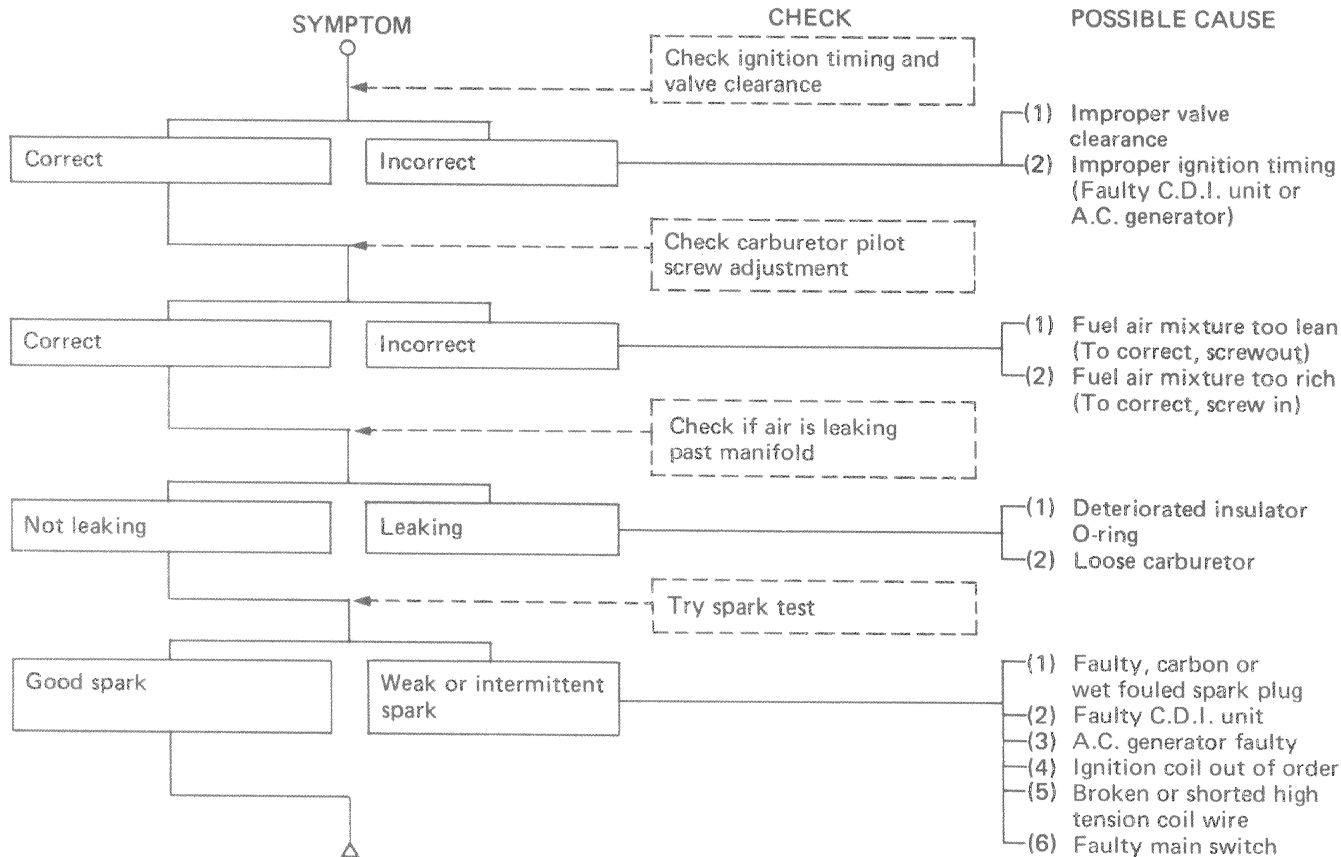 SYMPTOM
CHECK
POSSIBLE CAUSE
Check ignition timing and
valve clearance
Correct
Incorrect
(1) Improper valve
clearance
(2) Improper ignition timing
(Faulty C.D.I. unit or
A.C. generator)
Check carburetor pilot
screw adjustment
Correct
Incorrect
(1) Fuel air mixture too lean
(To correct, screwout)
(2) Fuel air mixture too rich
(To correct, screw in)
Check if air is leaking
past manifold
Not leaking
Leaking
(1) Deteriorated insulator
O-ring
(2) Loose carburetor
Try spark test
Good spark
Weak or intermittent
spark
(1) Faulty, carbon or
wet fouled spark plug
(2) Faulty C.D.I. unit
(3) A.C. generator faulty
(4) Ignition coil out of order
(5) Broken or shorted high
tension coil wire
(6) Faulty main switch